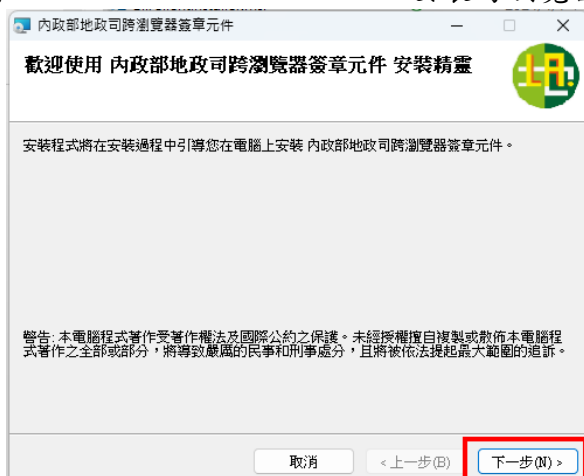 內政部地政司跨瀏覽器簽章元件
歡迎使用 內政部地政司跨瀏覽器簽章元件 安裝精靈
安裝程式將在安裝過程中引導您在電腦上安裝 內政部地政司跨瀏覽器簽章元件。
警告: 本電腦程式著作受著作權法及國際公約之保護。未經授權擅自複製或散佈本電腦程
式著作之全部或部分，將導致嚴厲的民事和刑事處分，且將被依法提起最大範圍的追訴。
取消
<上一步(B)
下一步(N) >